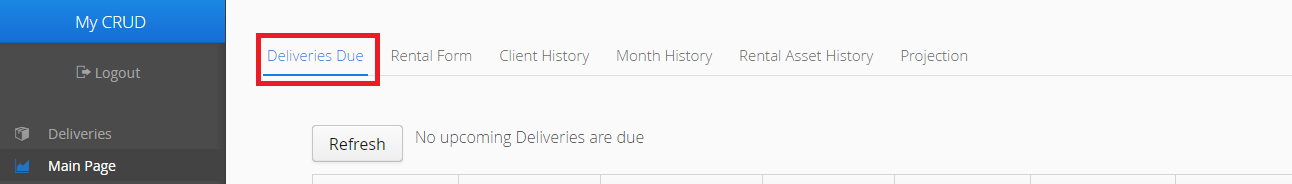 My CRUD
Logout
Deliveries
Main Page
Deliveries Due Rental Form Client History Month History Rental Asset History Projection
Refresh No upcoming Deliveries are due